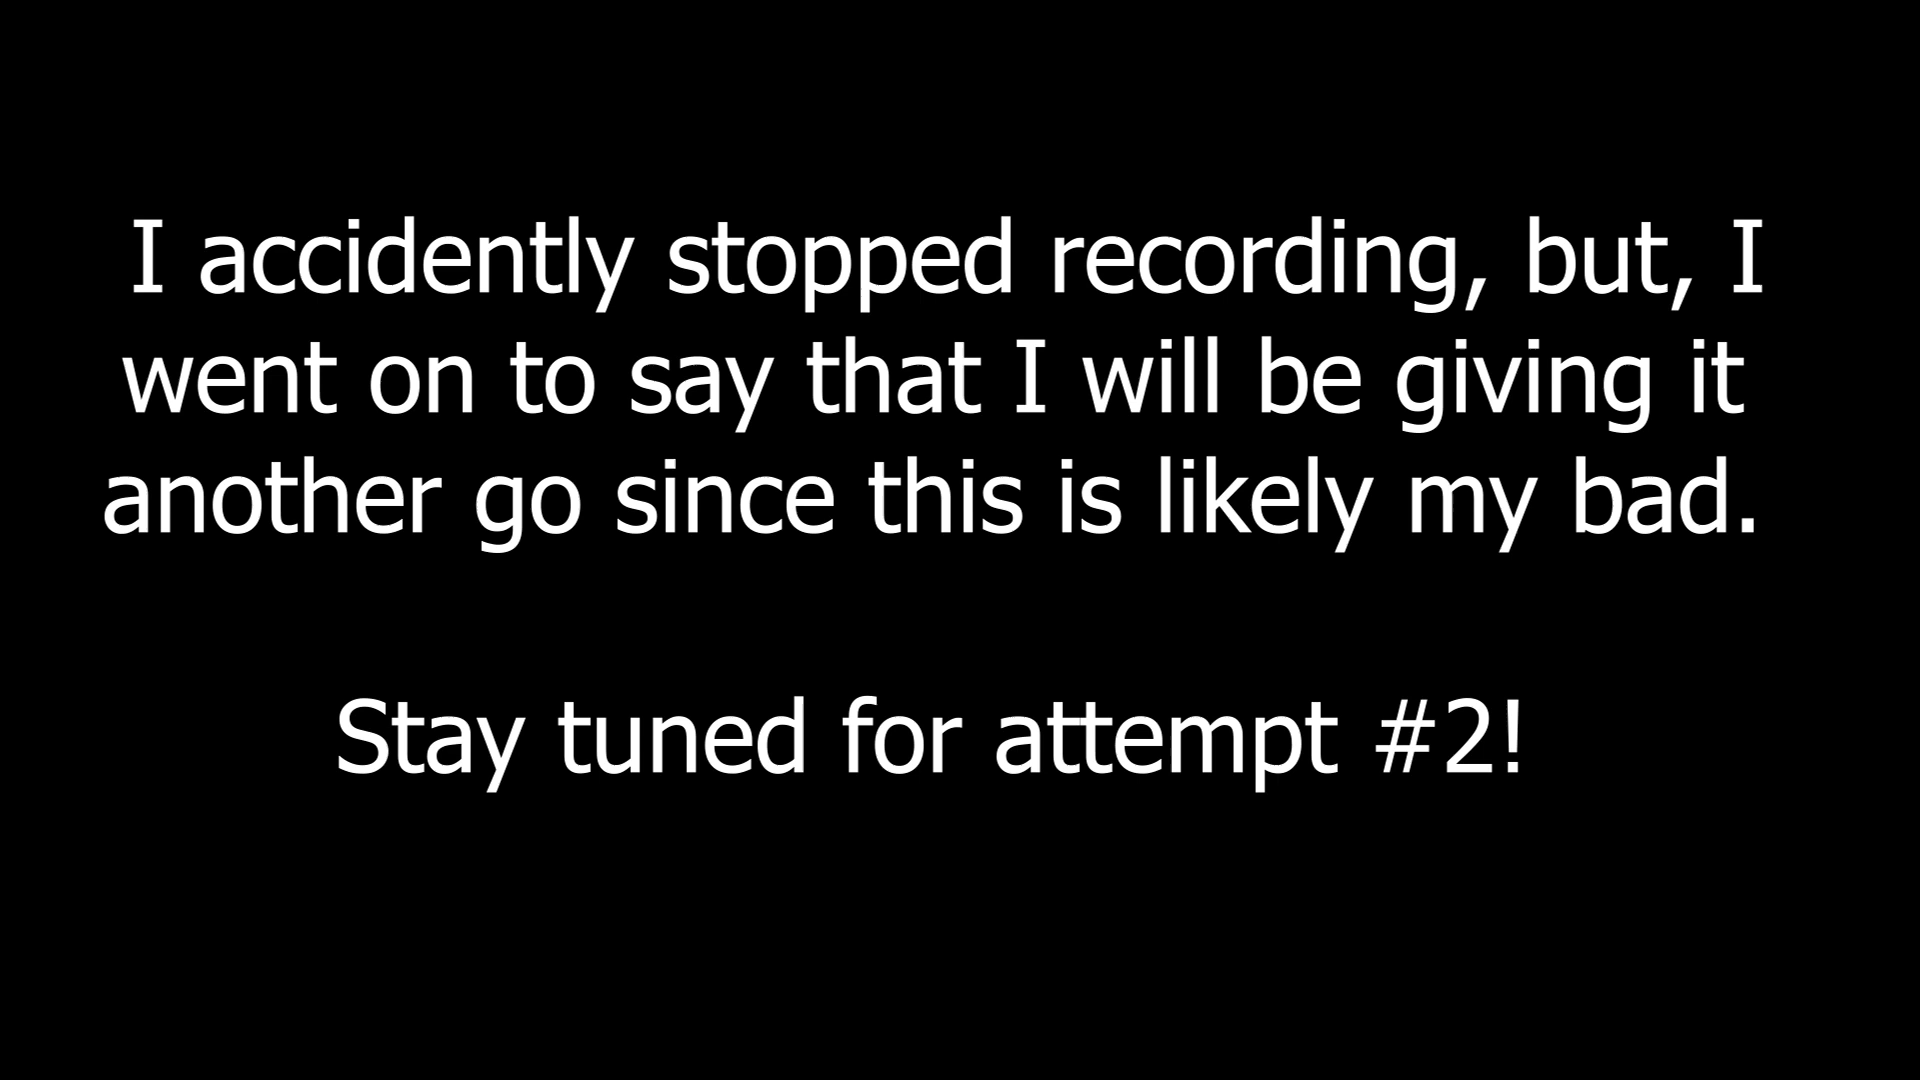 I accidently stopped recording, but, I
went on to say that I will be giving it
another go since this is likely my bad.
Stay tuned for attempt #2!